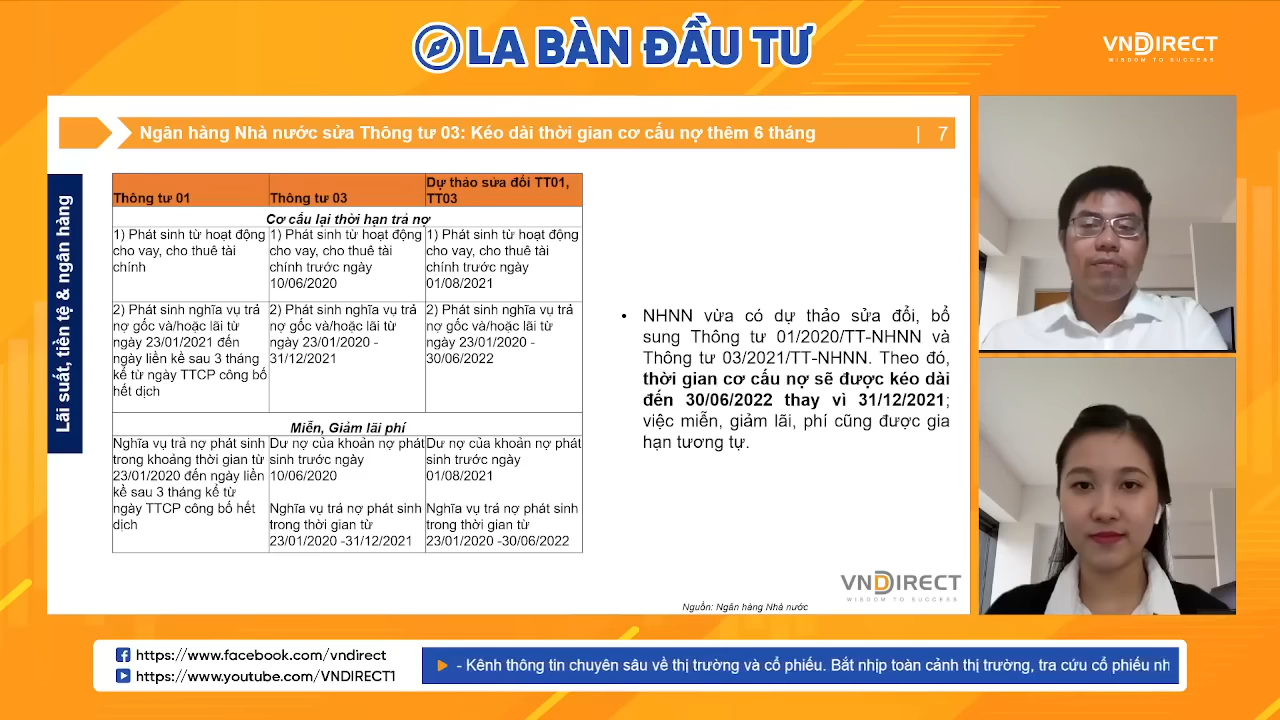 LA BÀN ĐẦU TƯ
VNDIRECT
WISDOM TO SUCCESS
Ngân hàng Nhà nước sửa Thông tư 03: Kéo dài thời gian cơ cấu nợ thêm 6 tháng | 7
Lãi suất, tiền tệ & ngân hàng
Thông tư 01
Thông tư 03
Dự thảo sửa đổi TT01,
TT03
Cơ cấu lại thời hạn trả nợ
1) Phát sinh từ hoạt động
cho vay, cho thuê tài
chính
1) Phát sinh từ hoạt động
cho vay, cho thuê tài
chính trước ngày
10/06/2020
1) Phát sinh từ hoạt động
cho vay, cho thuê tài
chính trước ngày
01/08/2021
2) Phát sinh nghĩa vụ trả
nợ gốc và/hoặc lãi từ
ngày 23/01/2021 đến
ngày liền kề sau 3 tháng
kể từ ngày TTCP công bố
hết dịch
2) Phát sinh nghĩa vụ trả
nợ gốc và/hoặc lãi từ
ngày 23/01/2020 -
31/12/2021
2) Phát sinh nghĩa vụ trả
nợ gốc và/hoặc lãi từ
ngày 23/01/2020 -
30/06/2022
Miễn, Giảm lãi phí
Nghĩa vụ trả nợ phát sinh
trong khoảng thời gian từ
23/01/2020 đến ngày liền
kề sau 3 tháng kể từ
ngày TTCP công bố hết
dịch
Dư nợ của khoản nợ phát
sinh trước ngày
10/06/2020
Nghĩa vụ trả nợ phát sinh
trong thời gian từ
23/01/2020 -31/12/2021
Dư nợ của khoản nợ phát
sinh trước ngày
01/08/2021
Nghĩa vụ trả nợ phát sinh
trong thời gian từ
23/01/2020 -30/06/2022
• NHNN vừa có dự thảo sửa đổi, bổ
sung Thông tư 01/2020/TT-NHNN và
Thông tư 03/2021/TT-NHNN. Theo đó,
thời gian cơ cấu nợ sẽ được kéo dài
đến 30/06/2022 thay vì 31/12/2021;
việc miễn, giảm lãi, phí cũng được gia
hạn tương tự.
VNDIRECT
WISDOM TO SUCCESS
Nguồn: Ngân hàng Nhà nước
https://www.facebook.com/vndirect
https://www.youtube.com/VNDIRECT1
- Kênh thông tin chuyên sâu về thị trường và cổ phiếu. Bắt nhịp toàn cảnh thị trường, tra cứu cổ phiếu nh